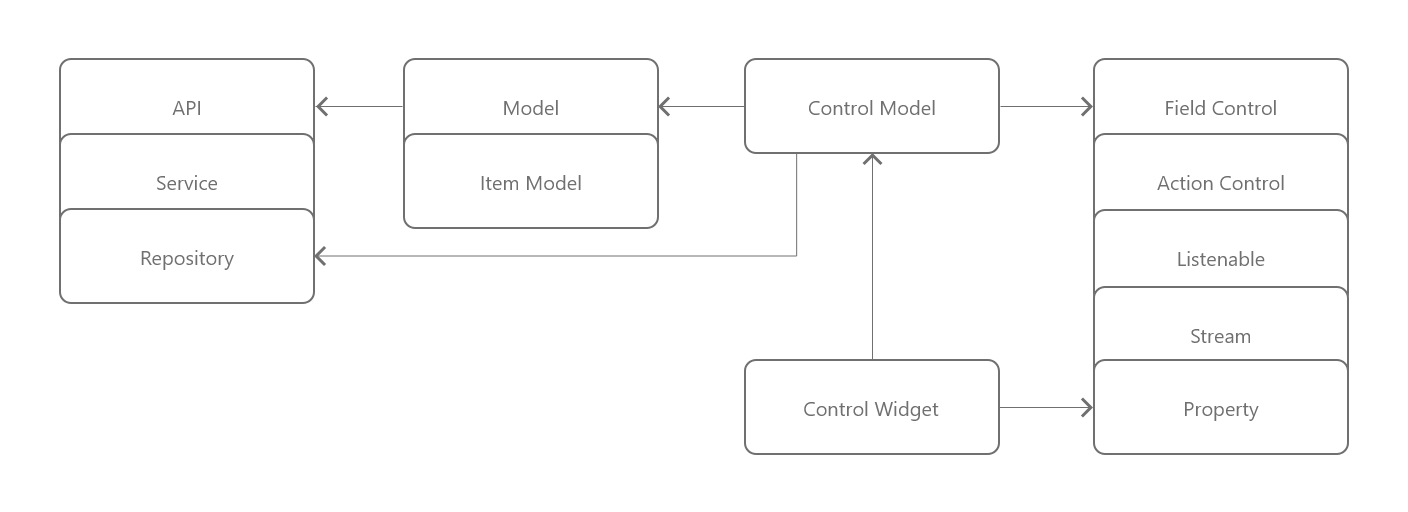 API
Service
Repository
Model
Item Model
Control Model
Control Widget
Field Control
Action Control
Listenable
Stream
Property